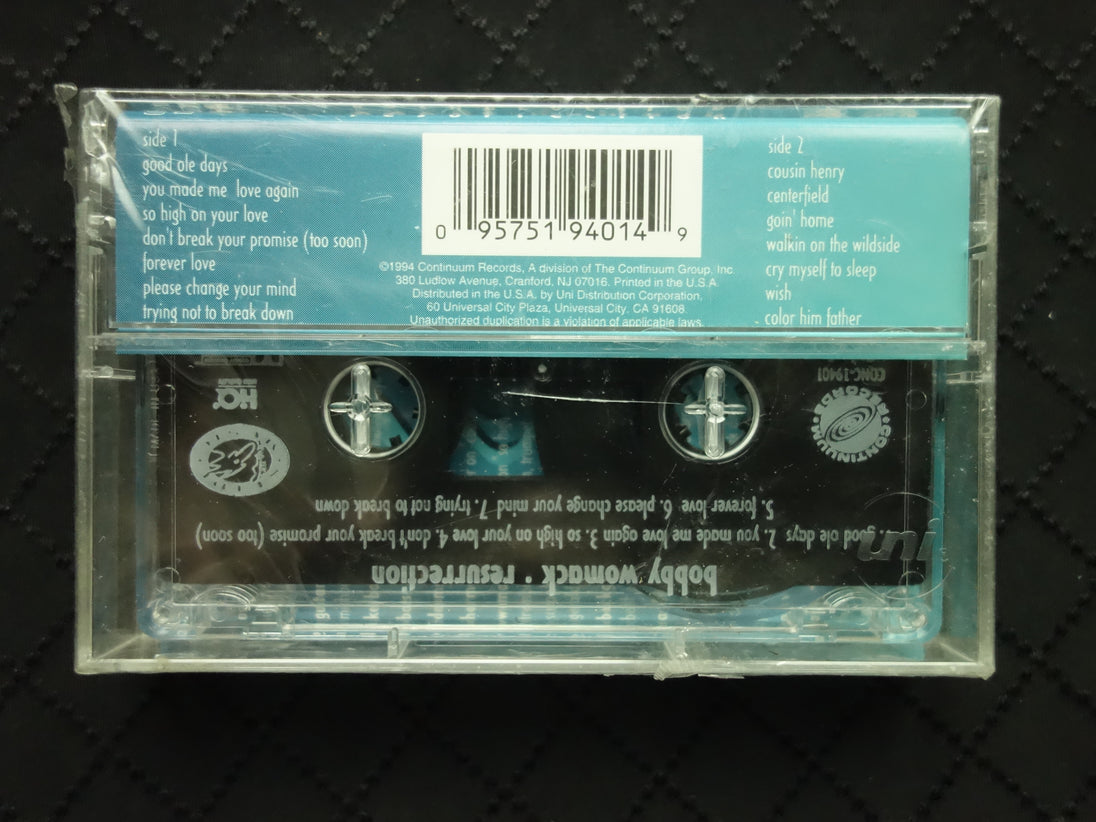 side 1
good ole days
you made me love again
so high on your love
don't break your promise (too soon)
forever love
please change your mind
trying not to break down
0 95751 94014 9
©1994 Continuum Records, A division of The Continuum Group, Inc.
380 Ludlow Avenue, Cranford, NJ 07016. Printed in the U.S.A.
Distributed in the U.S.A. by Uni Distribution Corporation,
60 Universal City Plaza, Universal City, CA 91608.
Unauthorized duplication is a violation of applicable laws.
side 2
cousin henry
centerfield
goin' home
walkin on the wildside
cry myself to sleep
wish
color him father
bobby womack • resurrection
good ole days 2. you made me love again 3. so high on your love 4. don't break your promise (too soon)
5. forever love 6. please change your mind 7. trying not to break down
CONTINUUM RECORDS
CONC-19401
HQ